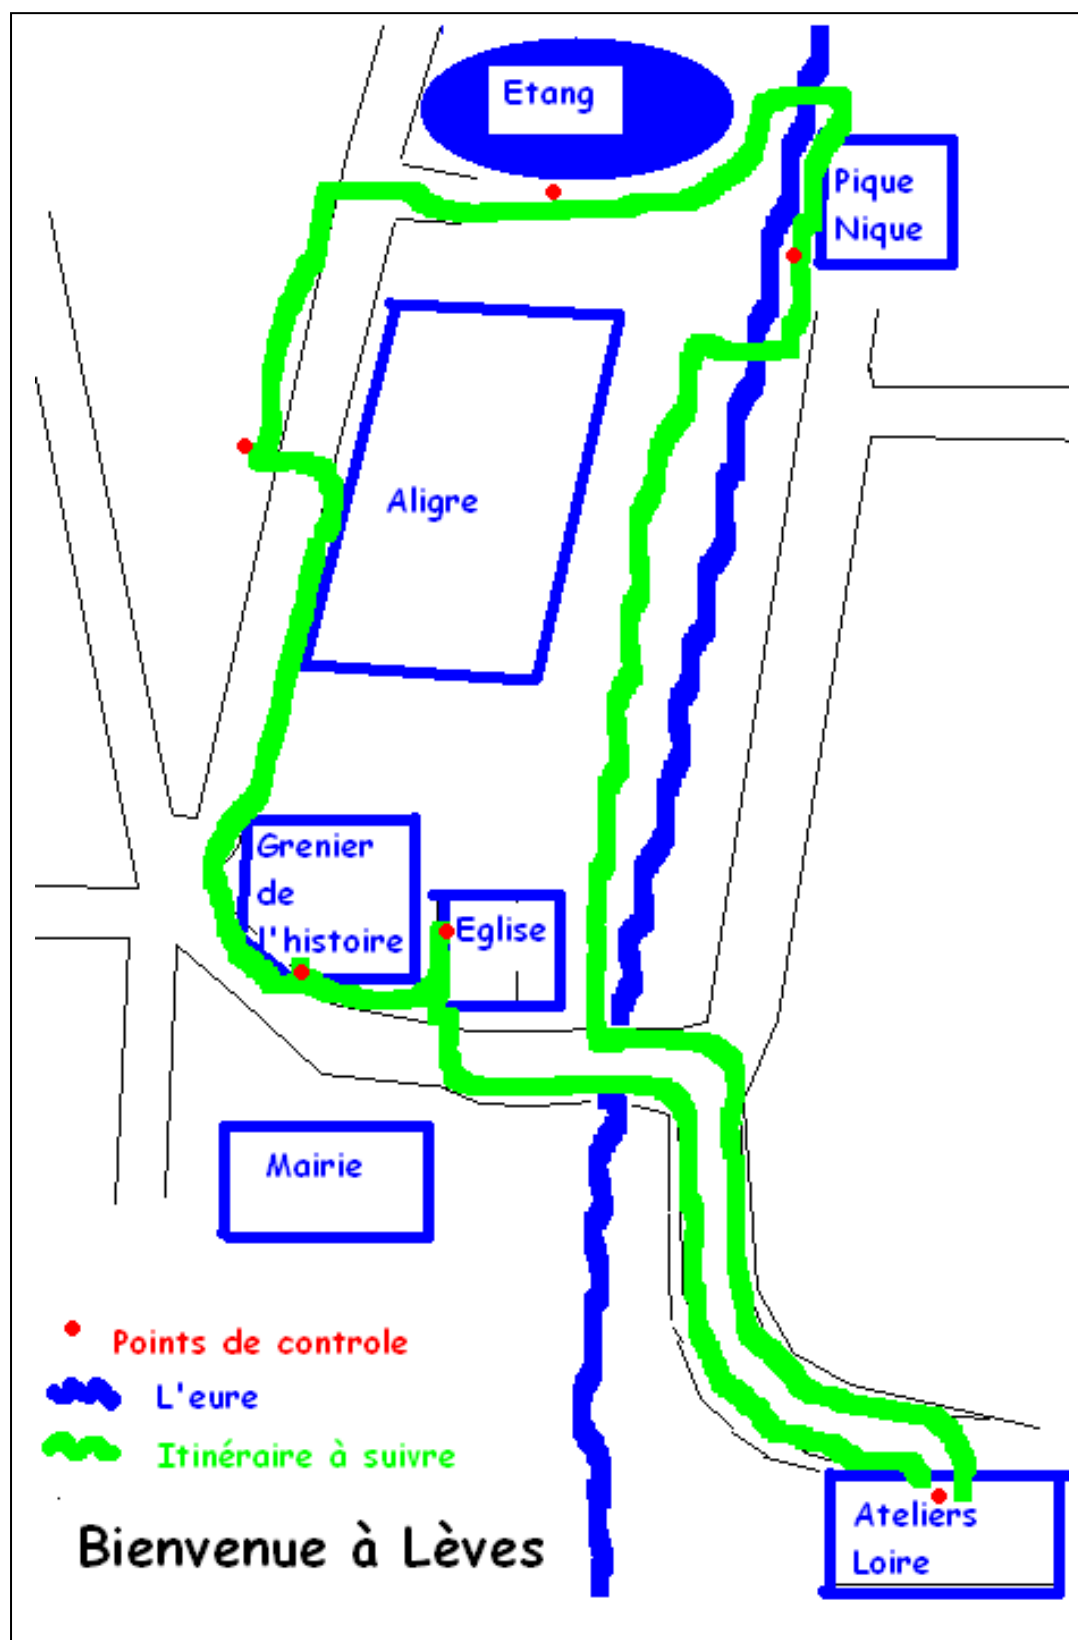 Etang
Pique
Nique
Aligre
Grenier
de
l'histoire
Eglise
Mairie
Points de controle
L'eure
Itinéraire à suivre
Bienvenue à Lèves
Ateliers
Loire